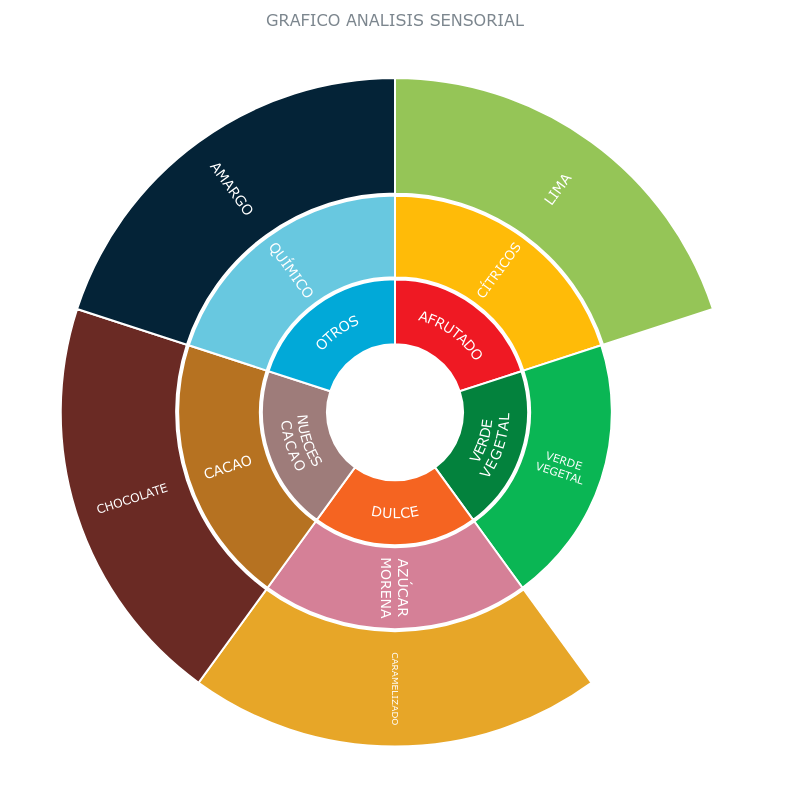 GRAFICO ANALISIS SENSORIAL
AMARGO
LIMA
QUÍMICO
CÍTRICOS
OTROS
AFRUTADO
NUECES
CACAO
VERDE
VEGETAL
VERDE
VEGETAL
CACAO
CHOCOLATE
DULCE
AZÚCAR
MORENA
CARAMELIZADO